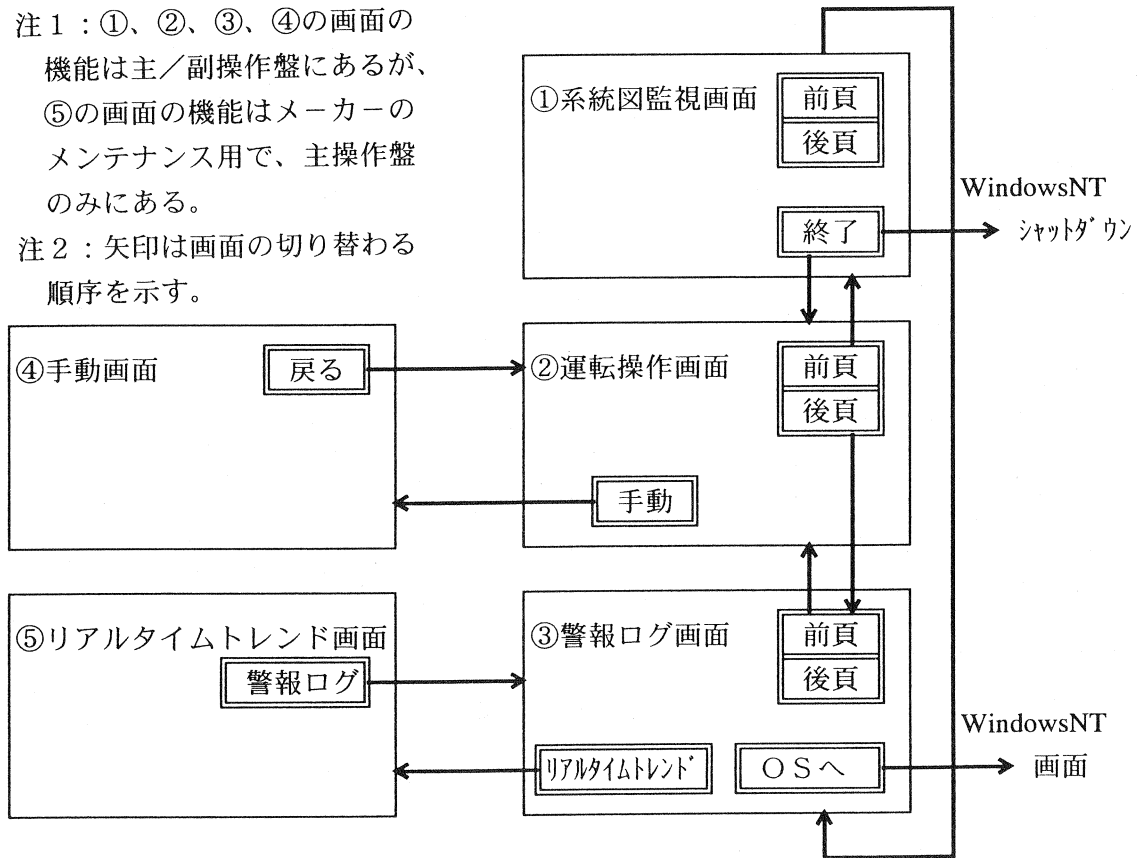 注1：①、②、③、④の画面の
機能は主／副操作盤にあるが、
⑤の画面の機能はメーカーの
メンテナンス用で、主操作盤
のみにある。
注2：矢印は画面の切り替わる
順序を示す。
①系統図監視画面
前頁
後頁
終了
WindowsNT
ｼｬｯﾄﾀﾞｳﾝ
④手動画面
戻る
②運転操作画面
前頁
後頁
手動
⑤リアルタイムトレンド画面
警報ログ
③警報ログ画面
前頁
後頁
ﾘｱﾙﾀｲﾑﾄﾚﾝﾄﾞ
ＯＳへ
WindowsNT
画面